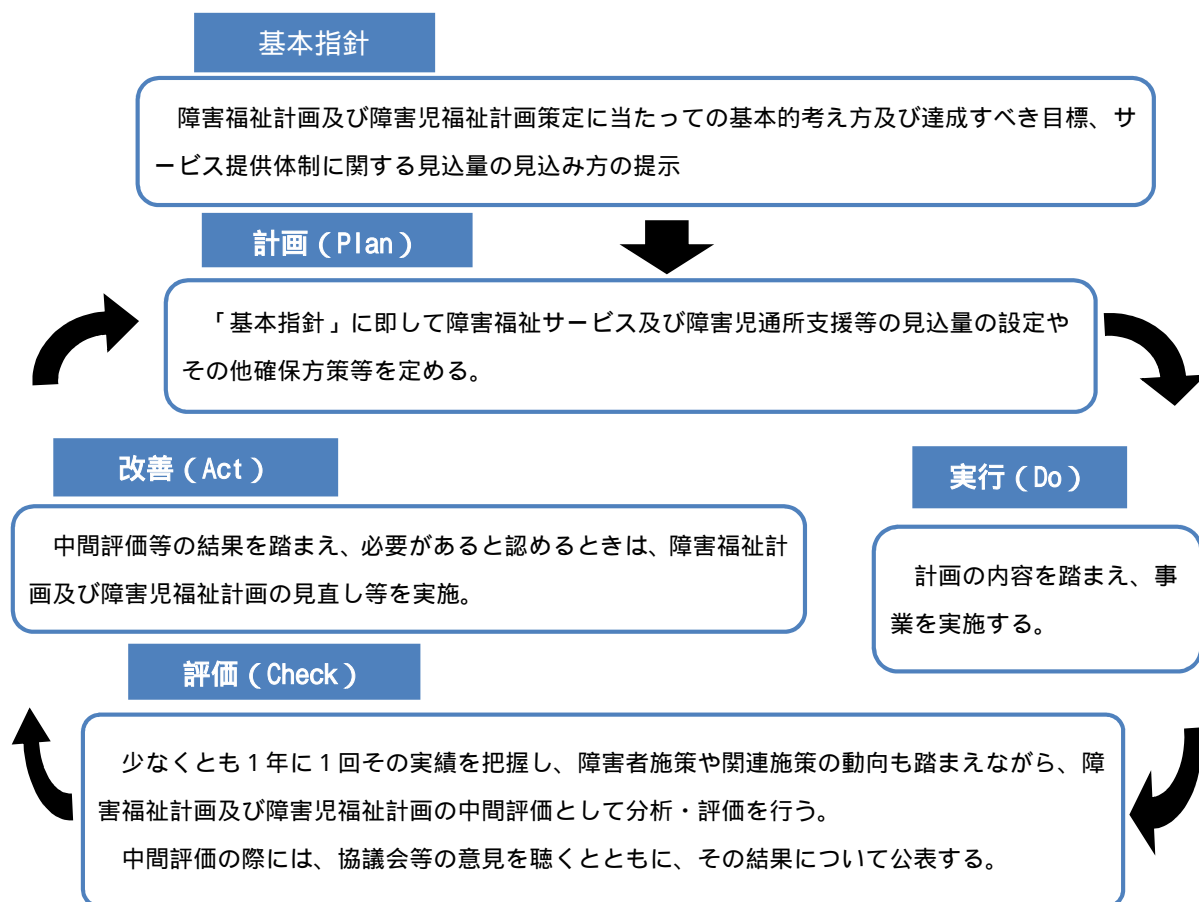 基本指針
障害福祉計画及び障害児福祉計画策定に当たっての基本的考え方及び達成すべき目標、サ
ービス提供体制に関する見込量の見込み方の提示
計画（Plan）
「基本指針」に即して障害福祉サービス及び障害児通所支援等の見込量の設定や
その他確保方策等を定める。
改善（Act）
中間評価等の結果を踏まえ、必要があると認めるときは、障害福祉計
画及び障害児福祉計画の見直し等を実施。
実行（Do）
計画の内容を踏まえ、事
業を実施する。
評価（Check）
少なくとも１年に１回その実績を把握し、障害者施策や関連施策の動向も踏まえながら、障
害福祉計画及び障害児福祉計画の中間評価として分析・評価を行う。
中間評価の際には、協議会等の意見を聴くとともに、その結果について公表する。